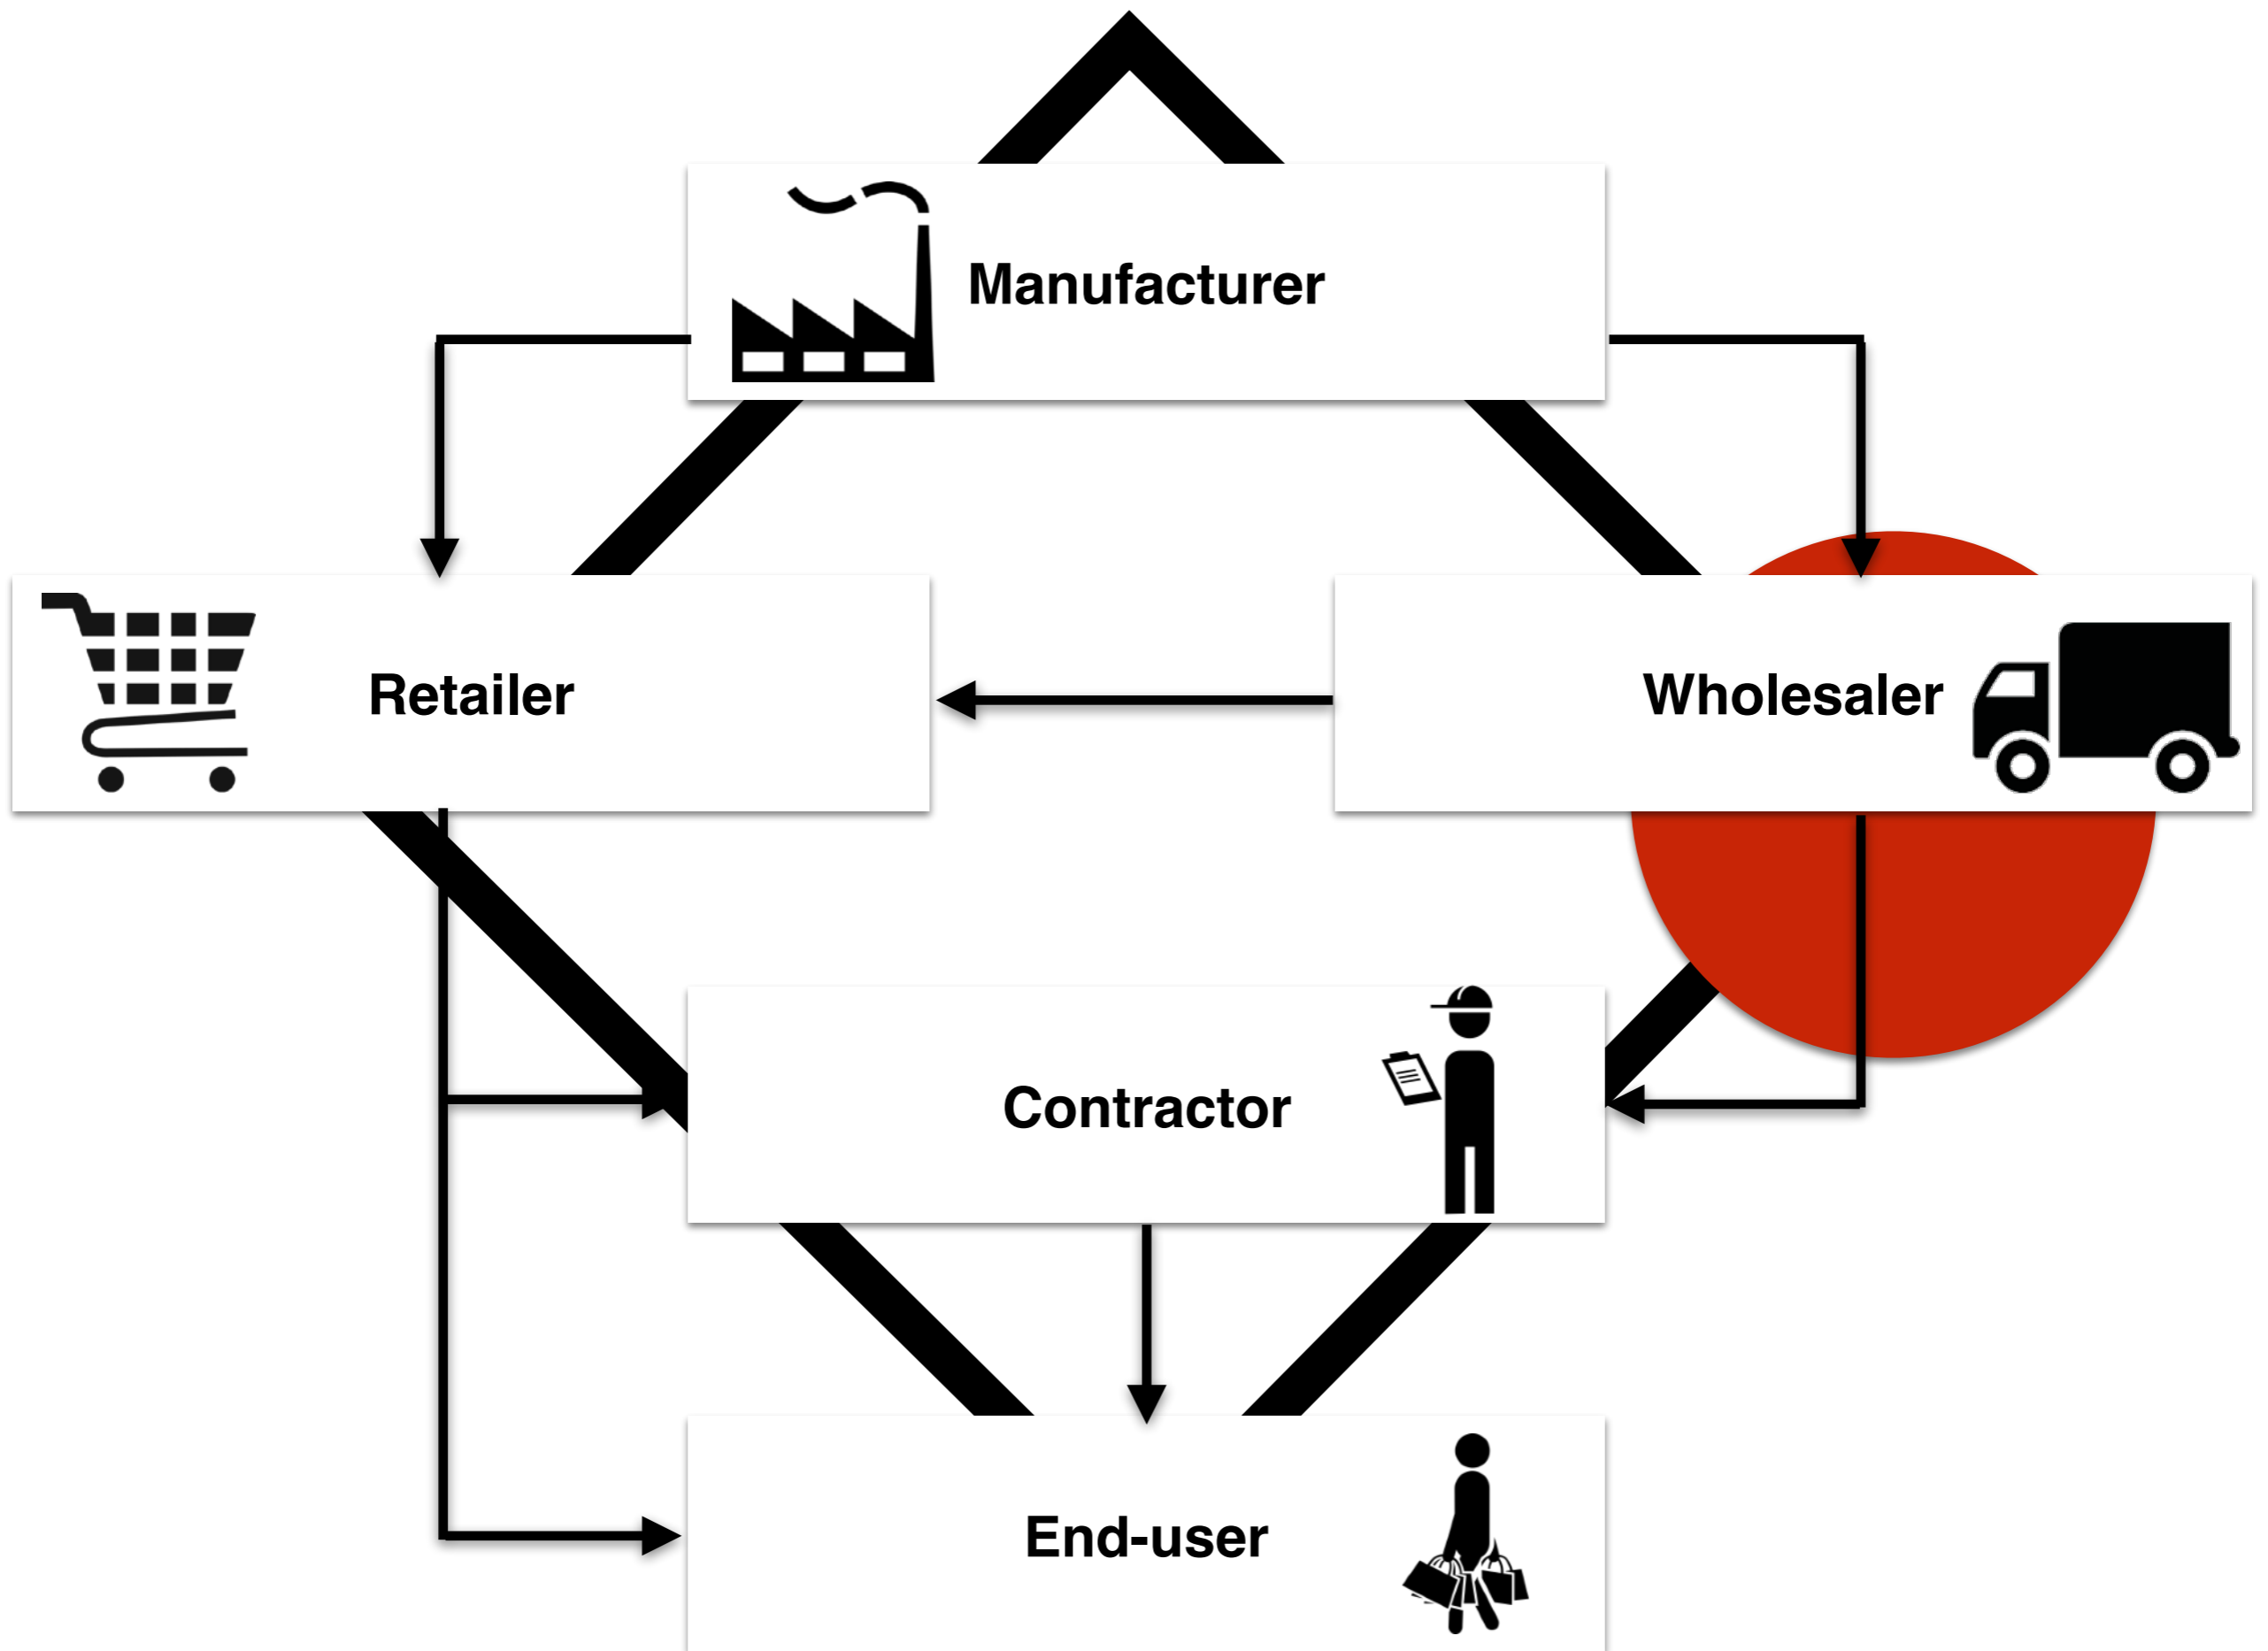 Manufacturer
Retailer
Wholesaler
Contractor
End-user